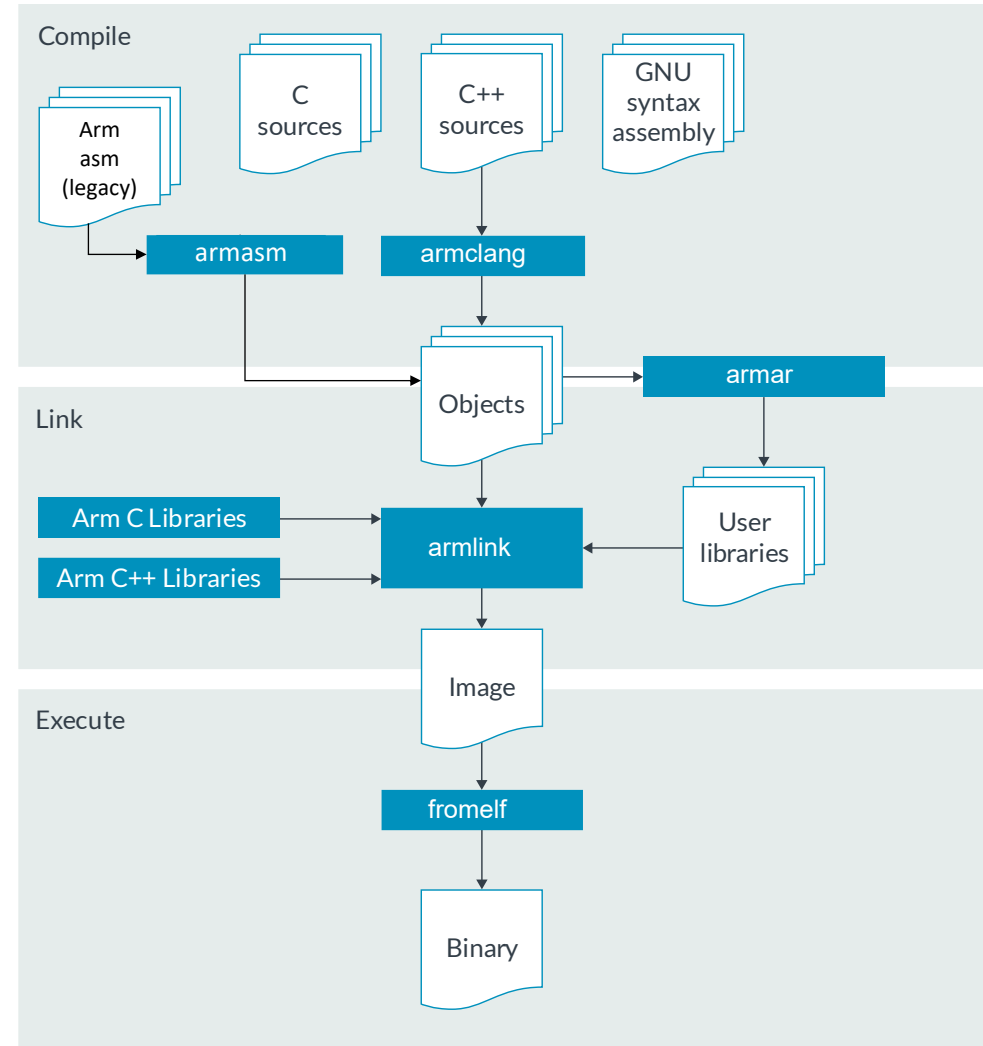 Compile
C
sources
C++
sources
GNU
syntax
assembly
Arm
asm
(legacy)
armasm
armclang
Objects
armar
Link
Arm C Libraries
Arm C++ Libraries
armlink
User
libraries
Image
Execute
fromelf
Binary